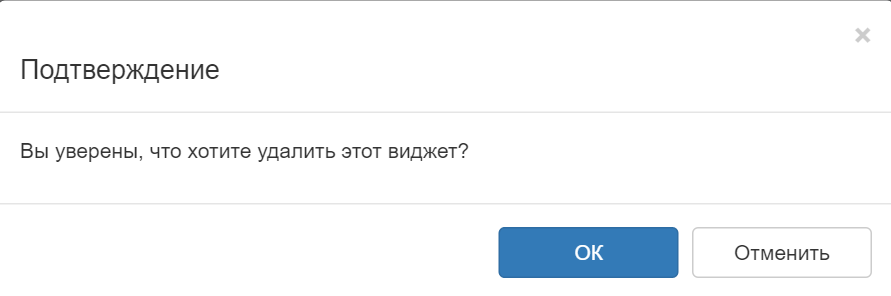 Подтверждение
Вы уверены, что хотите удалить этот виджет?
ОК
Отменить